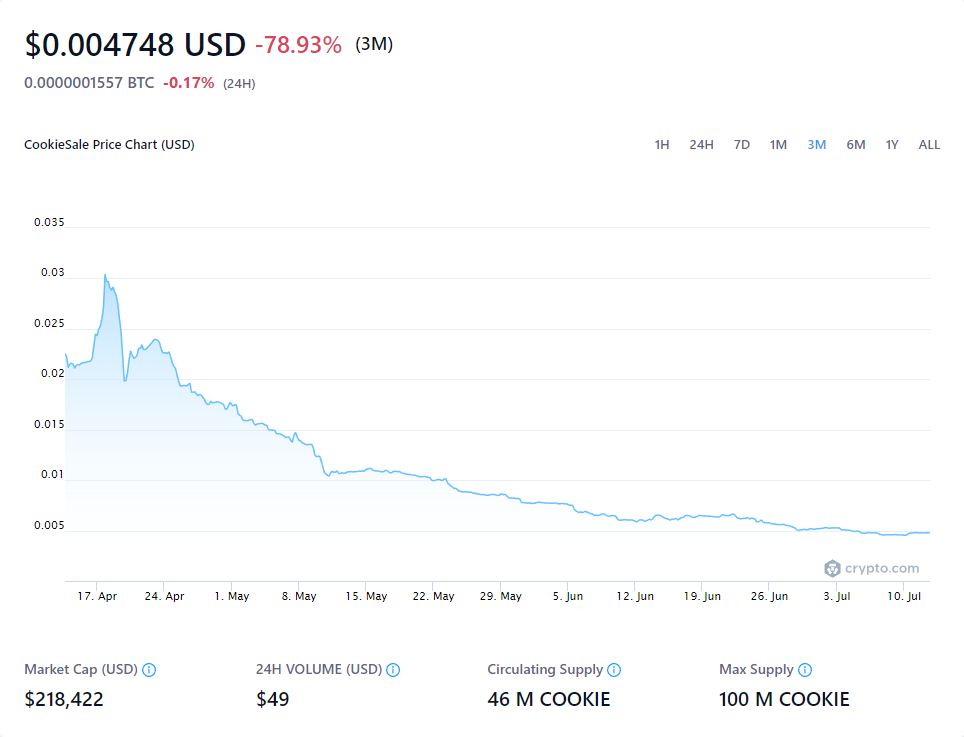 $0.004748 USD -78.93% (3M)
0.0000001557 BTC -0.17% (24H)
CookieSale Price Chart (USD) 1H 24H 7D 1M 3M 6M 1Y ALL
0.035
0.03
0.025
0.02
0.015
0.01
0.005
crypto.com
17. Apr 24. Apr 1. May 8. May 15. May 22. May 29. May 5. Jun 12. Jun 19. Jun 26. Jun 3. Jul 10. Jul
Market Cap (USD) 24H VOLUME (USD) Circulating Supply Max Supply
$218,422 $49 46 M COOKIE 100 M COOKIE